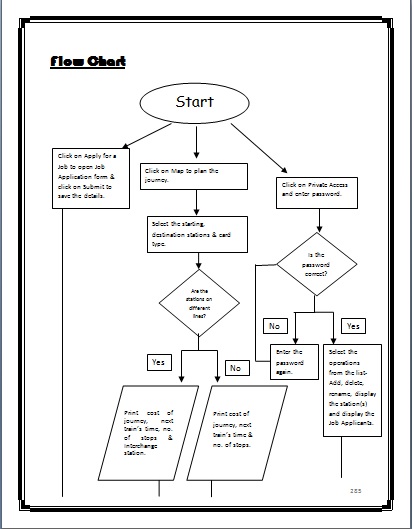 Flow Chart
Start
Click on Apply for a
Job to open Job
Application form &
click on Submit to
save the details.
Click on Map to plan the
journey.
Click on Private Access
and enter password.
Select the starting,
destination stations & card
type.
Is the
password
correct?
Are the
stations on
different
lines?
No
Yes
Enter the
password
again.
Select the
operations
from the list-
Add, delete,
rename, display
the station(s)
and display the
Job Applicants.
Yes
No
Print cost of
journey, next
train's time, no.
of stops &
interchange
station.
Print cost of
journey, next
train's time &
no. of stops.
285